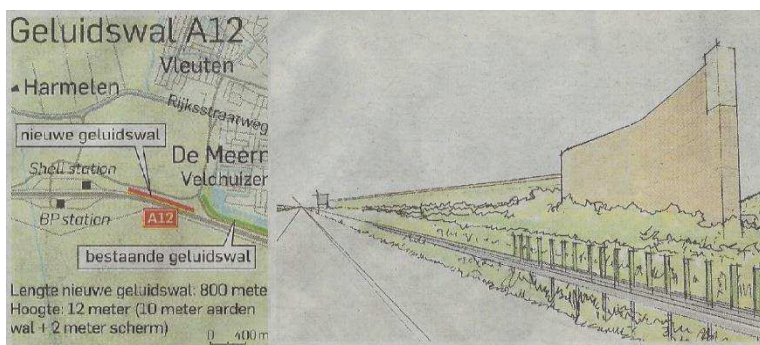 Geluidswal A12
Vleuten
Harmelen
Rijksstraatweg
nieuwe geluidswal
Shell station
De Meern
Veldhuizen
BP station
A12
bestaande geluidswal
Lengte nieuwe geluidswal: 800 mete
Hoogte: 12 meter (10 meter aarden
wal + 2 meter scherm)
0 400m